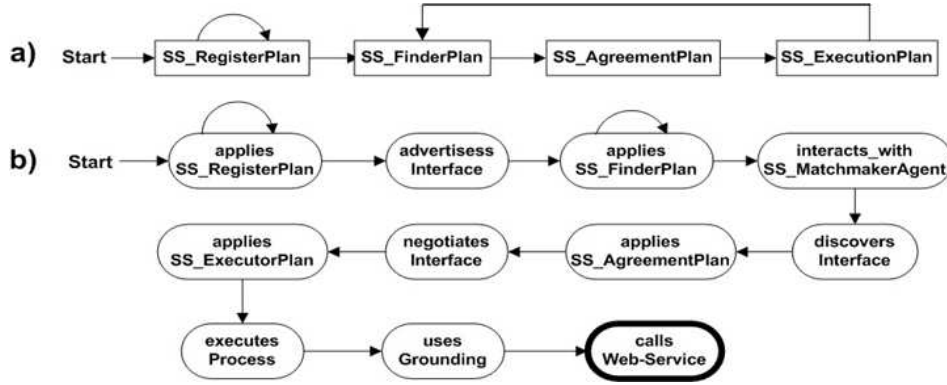 a) Start SS_RegisterPlan SS_FinderPlan SS_AgreementPlan SS_ExecutionPlan
b) Start
applies
SS_RegisterPlan
advertisess
Interface
applies
SS_FinderPlan
interacts_with
SS_MatchmakerAgent
discovers
Interface
applies
SS_AgreementPlan
negotiates
Interface
applies
SS_ExecutorPlan
executes
Process
uses
Grounding
calls
Web-Service